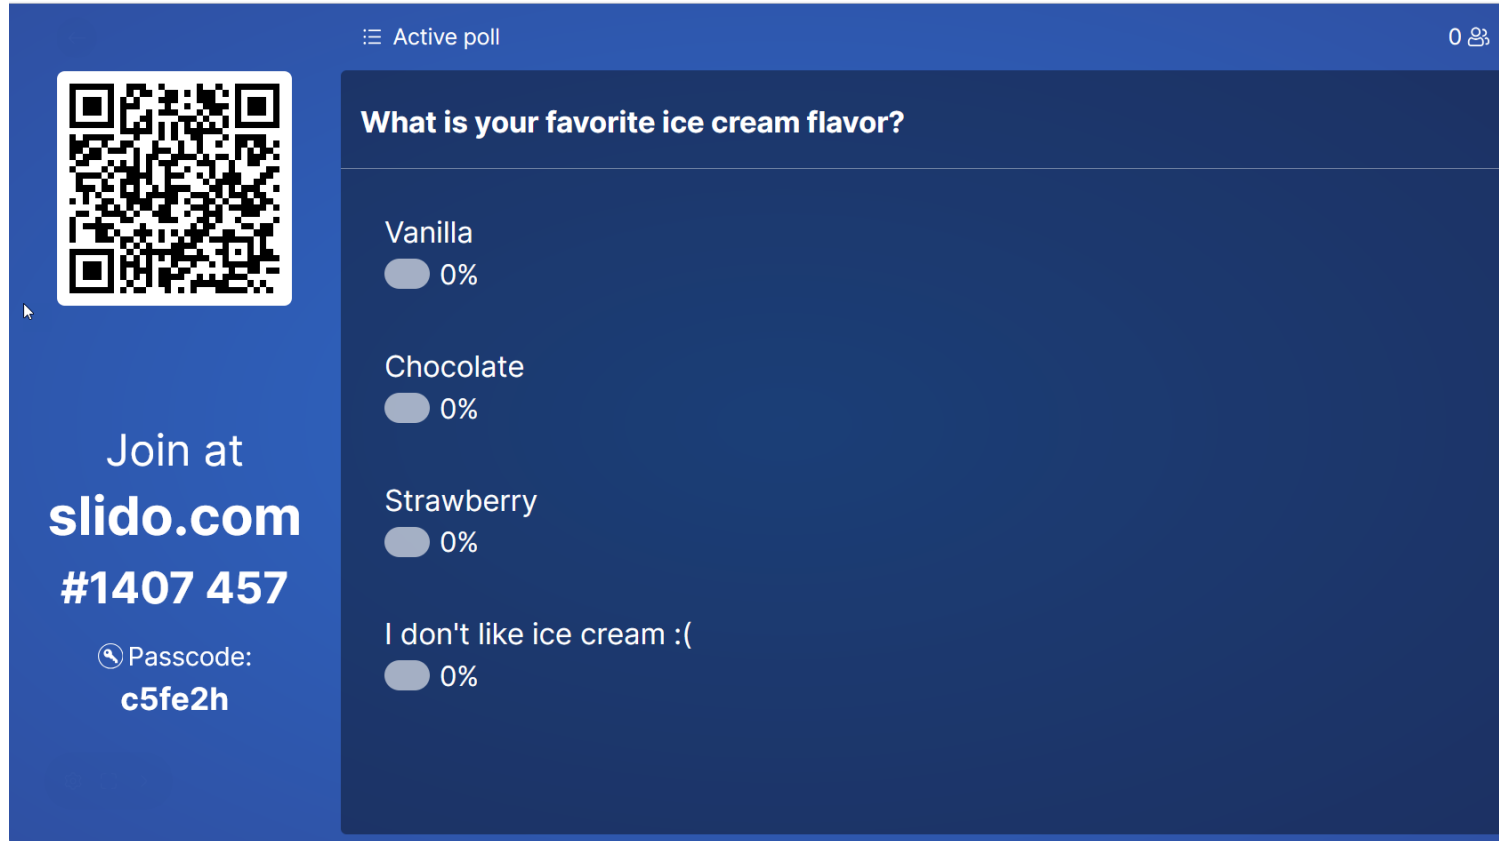 Active poll
0
Join at
slido.com
#1407 457
Passcode:
c5fe2h
What is your favorite ice cream flavor?
Vanilla
0%
Chocolate
0%
Strawberry
0%
I don't like ice cream :(
0%